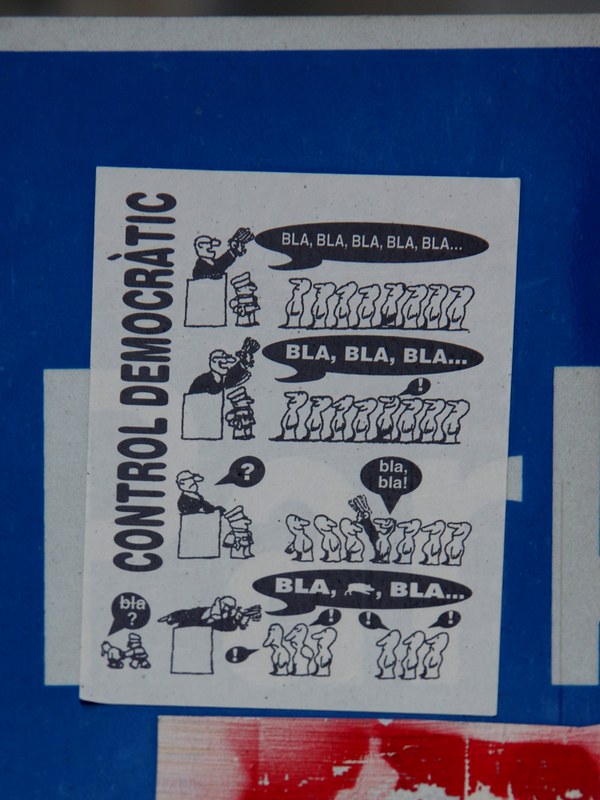 CONTROL DEMOCRÀTIC
BLA, BLA, BLA, BLA, BLA...
BLA, BLA, BLA...
!
?
bla,
bla!
BLA, , BLA...
bla
?
!
!
!
!